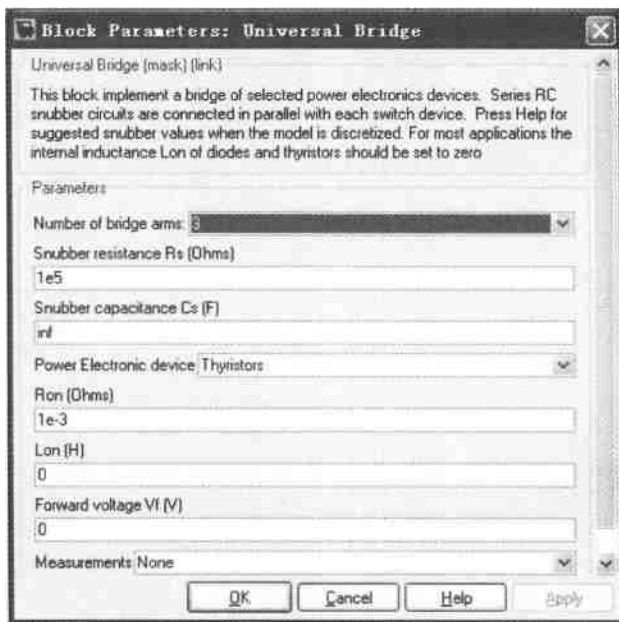 Block Parameters: Universal Bridge
Universal Bridge (mask) (link)
This block implement a bridge of selected power electronics devices. Series RC
snubber circuits are connected in parallel with each switch device. Press Help for
suggested snubber values when the model is discretized. For most applications the
internal inductance Lon of diodes and thyristors should be set to zero
Parameters
Number of bridge arms: 3
Snubber resistance Rs (Ohms)
1e5
Snubber capacitance Cs (F)
inf
Power Electronic device Thyristors
Ron (Ohms)
1e-3
Lon (H)
0
Forward voltage Vf (V)
0
Measurements None
OK Cancel Help Apply